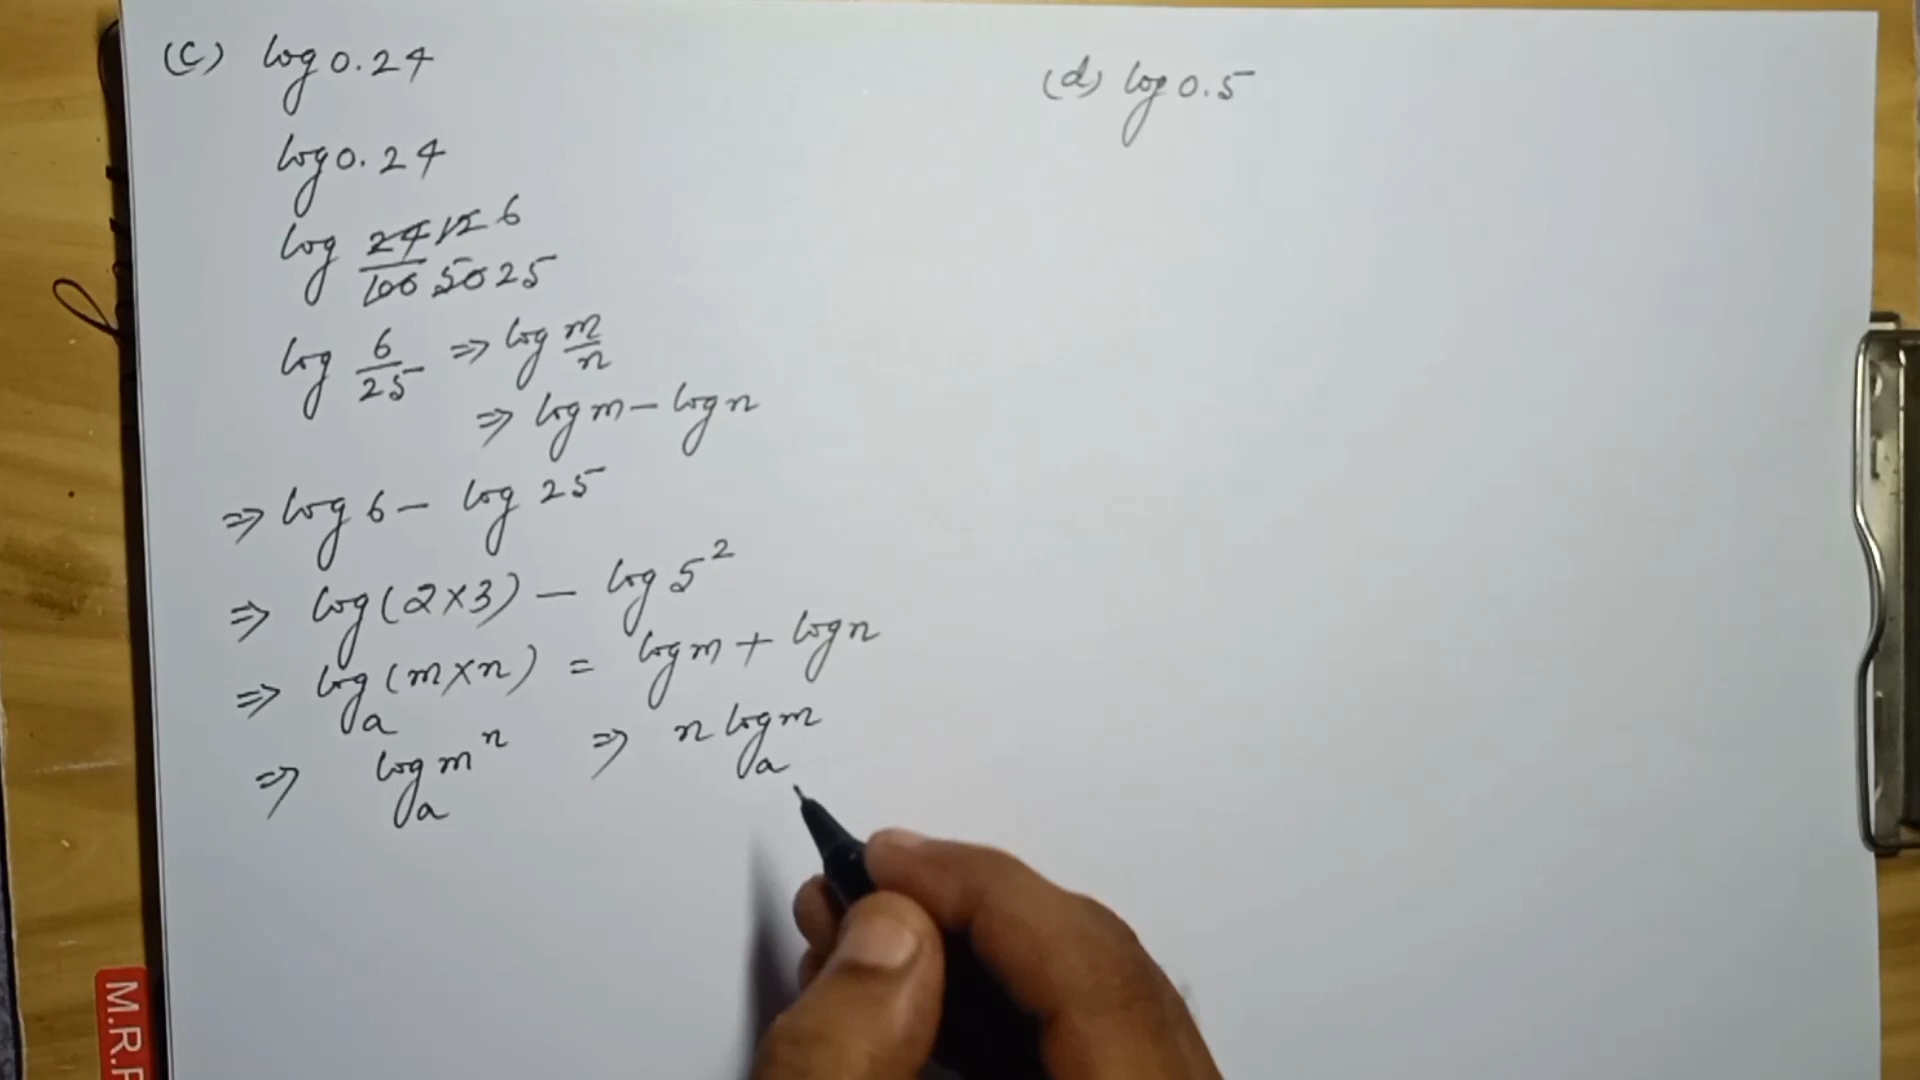 (c) log 0.24
log 0.24
log 24/100 12/50 6/25
log 6/25 ⇒ log m/n
⇒ log m − log n
⇒ log 6 − log 25
⇒ log (2×3) − log 5²
⇒ logₐ (m×n) = log m + log n
⇒ logₐ mⁿ ⇒ n logₐ m
(d) log 0.5
M.R.